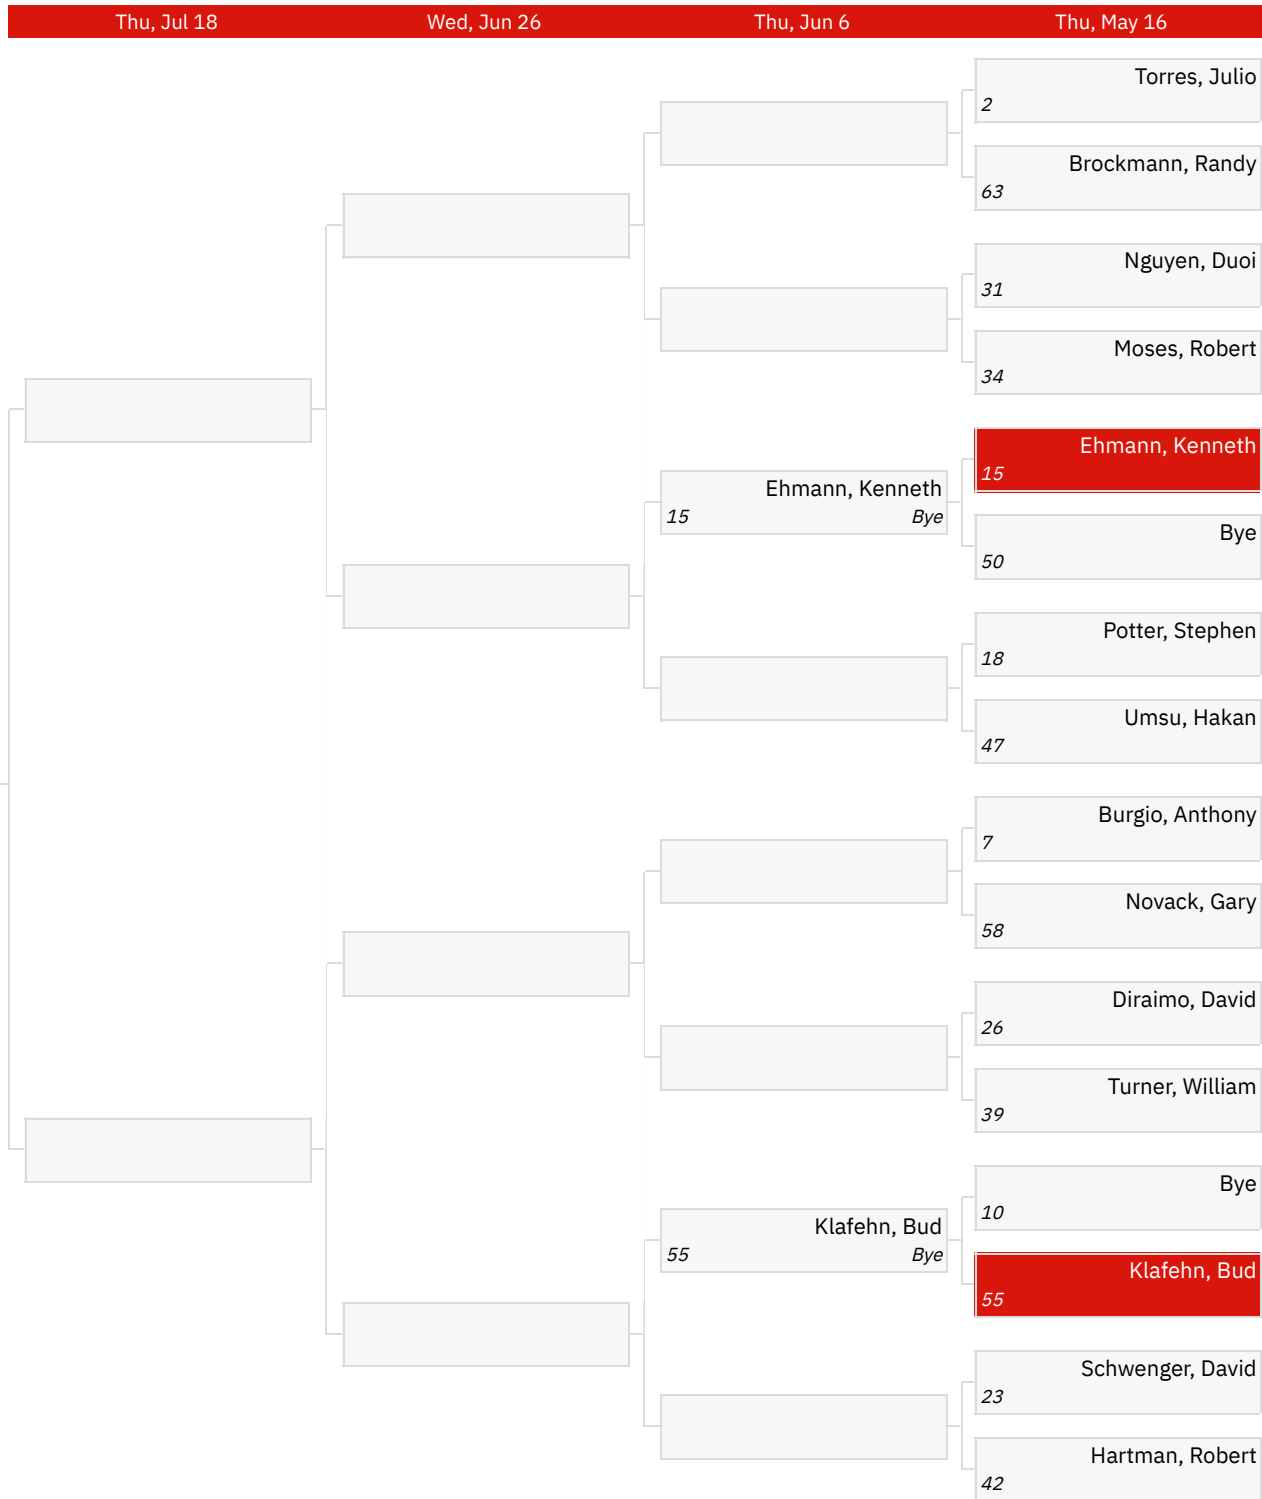 Thu, Jul 18
Wed, Jun 26
Thu, Jun 6
Thu, May 16
Torres, Julio
2
Brockmann, Randy
63
Nguyen, Duoi
31
Moses, Robert
34
Ehmann, Kenneth
15
Ehmann, Kenneth
15 Bye
Bye
50
Potter, Stephen
18
Umsu, Hakan
47
Burgio, Anthony
7
Novack, Gary
58
Diraimo, David
26
Turner, William
39
Bye
10
Klafehn, Bud
55 Bye
Klafehn, Bud
55
Schwenger, David
23
Hartman, Robert
42